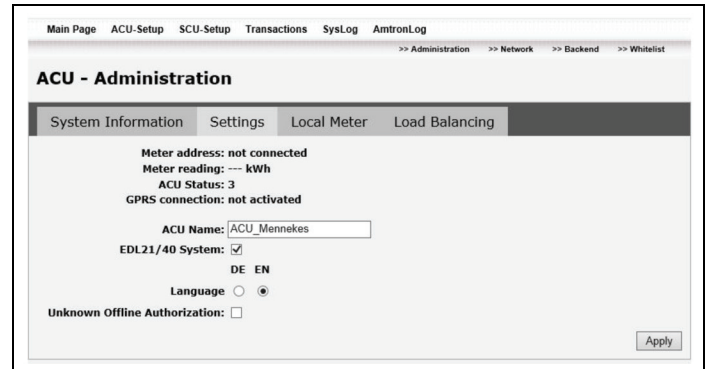 Main Page ACU-Setup SCU-Setup Transactions SysLog AmtronLog
>> Administration >> Network >> Backend >> Whitelist
ACU - Administration
System Information Settings Local Meter Load Balancing
Meter address: not connected
Meter reading: --- kWh
ACU Status: 3
GPRS connection: not activated
ACU Name: ACU_Mennekes
EDL21/40 System:
DE EN
Language
Unknown Offline Authorization:
Apply